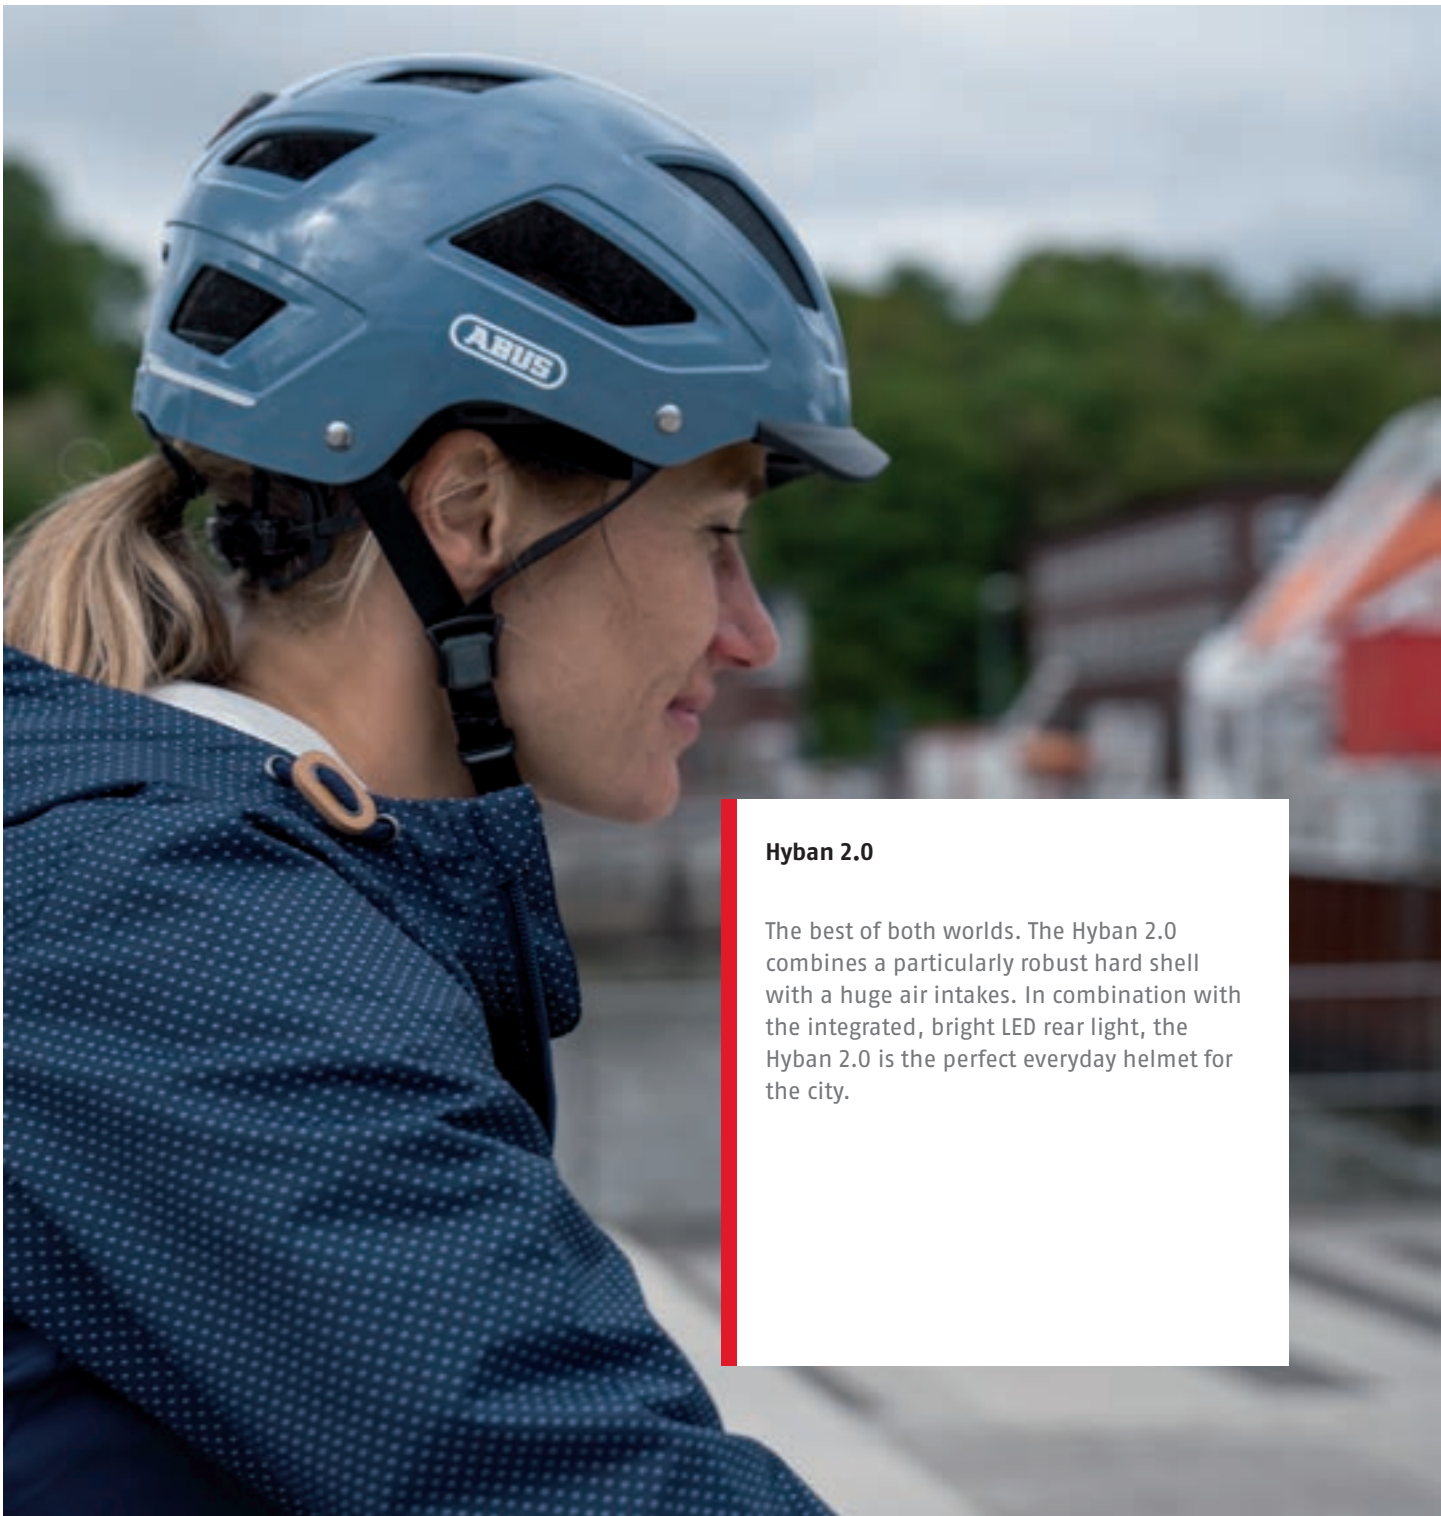 ABUS
Hyban 2.0
The best of both worlds. The Hyban 2.0
combines a particularly robust hard shell
with a huge air intakes. In combination with
the integrated, bright LED rear light, the
Hyban 2.0 is the perfect everyday helmet for
the city.